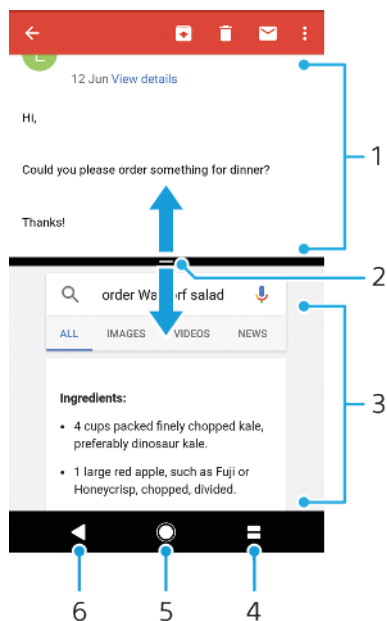 12 Jun View details
Hi,
Could you please order something for dinner?
Thanks!
1
2
order Wa rf salad
ALL IMAGES VIDEOS NEWS
3
Ingredients:
• 4 cups packed finely chopped kale,
preferably dinosaur kale.
• 1 large red apple, such as Fuji or
Honeycrisp, chopped, divided.
6 5 4